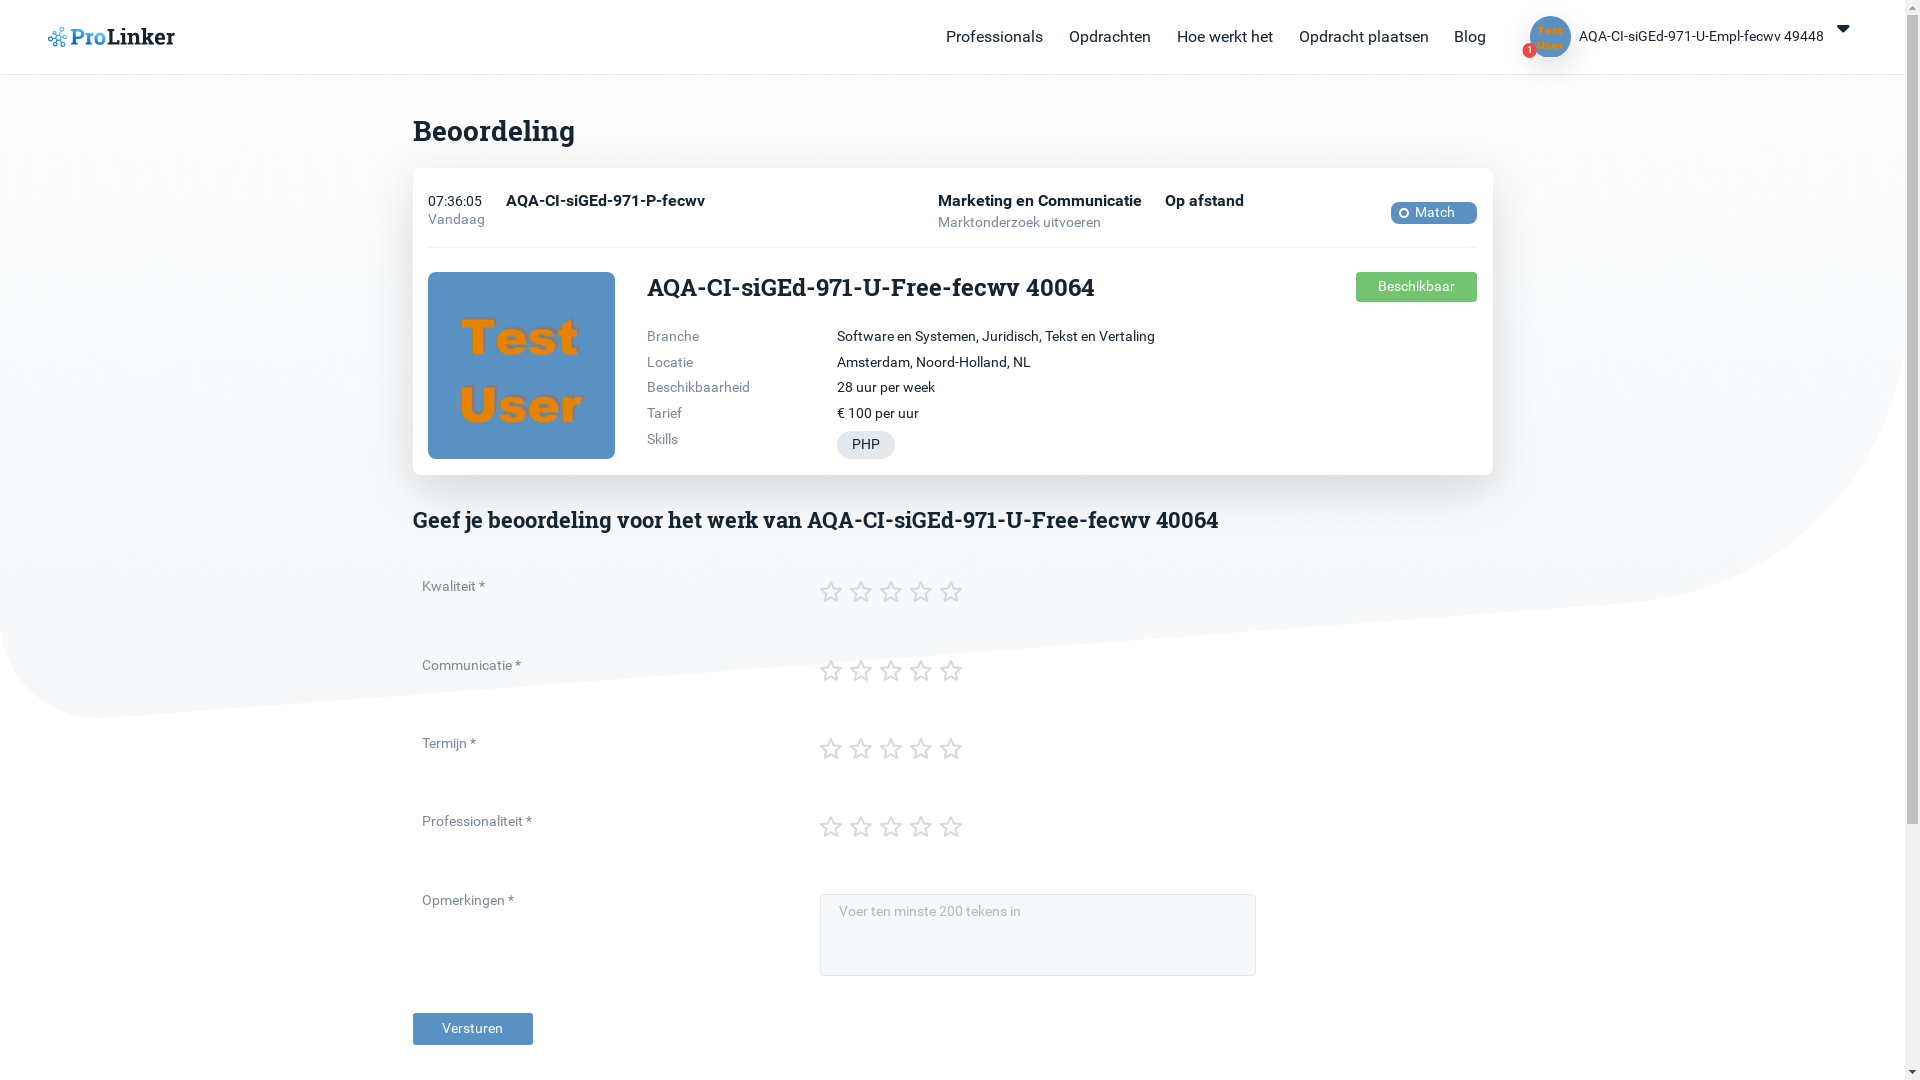 ProLinker
Professionals
Opdrachten
Hoe werkt het
Opdracht plaatsen
Blog
Test
User
1
AQA-CI-siGEd-971-U-Empl-fecwv 49448
Beoordeling
07:36:05
Vandaag
AQA-CI-siGEd-971-P-fecwv
Marketing en Communicatie
Marktonderzoek uitvoeren
Op afstand
Match
Test
User
AQA-CI-siGEd-971-U-Free-fecwv 40064
Beschikbaar
Branche
Software en Systemen, Juridisch, Tekst en Vertaling
Locatie
Amsterdam, Noord-Holland, NL
Beschikbaarheid
28 uur per week
Tarief
€ 100 per uur
Skills
PHP
Geef je beoordeling voor het werk van AQA-CI-siGEd-971-U-Free-fecwv 40064
Kwaliteit *
Communicatie *
Termijn *
Professionaliteit *
Opmerkingen *
Voer ten minste 200 tekens in
Versturen